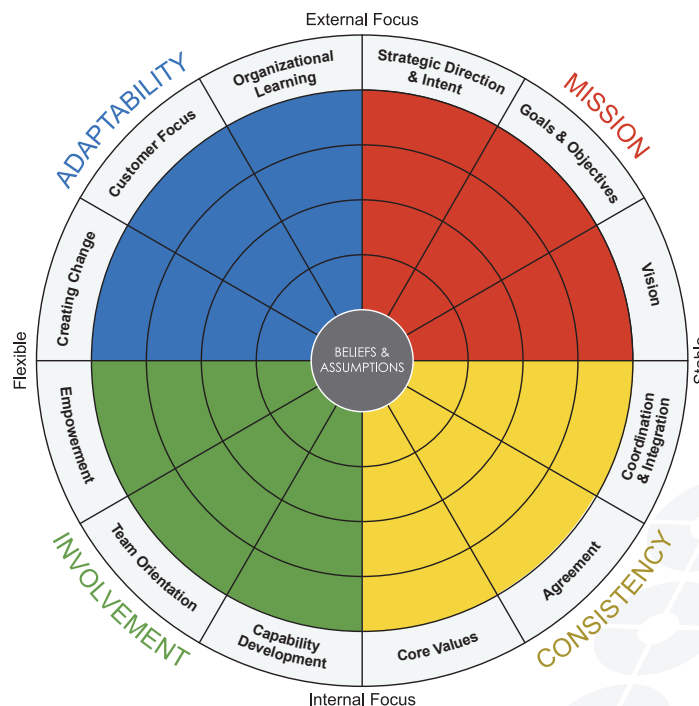 External Focus
ADAPTABILITY
MISSION
Organizational
Learning
Strategic Direction
& Intent
Customer Focus
Goals & Objectives
Creating Change
Vision
BELIEFS &
ASSUMPTIONS
Flexible
Stable
Empowerment
Coordination
& Integration
Team Orientation
Agreement
Capability
Development
Core Values
INVOLVEMENT
CONSISTENCY
Internal Focus